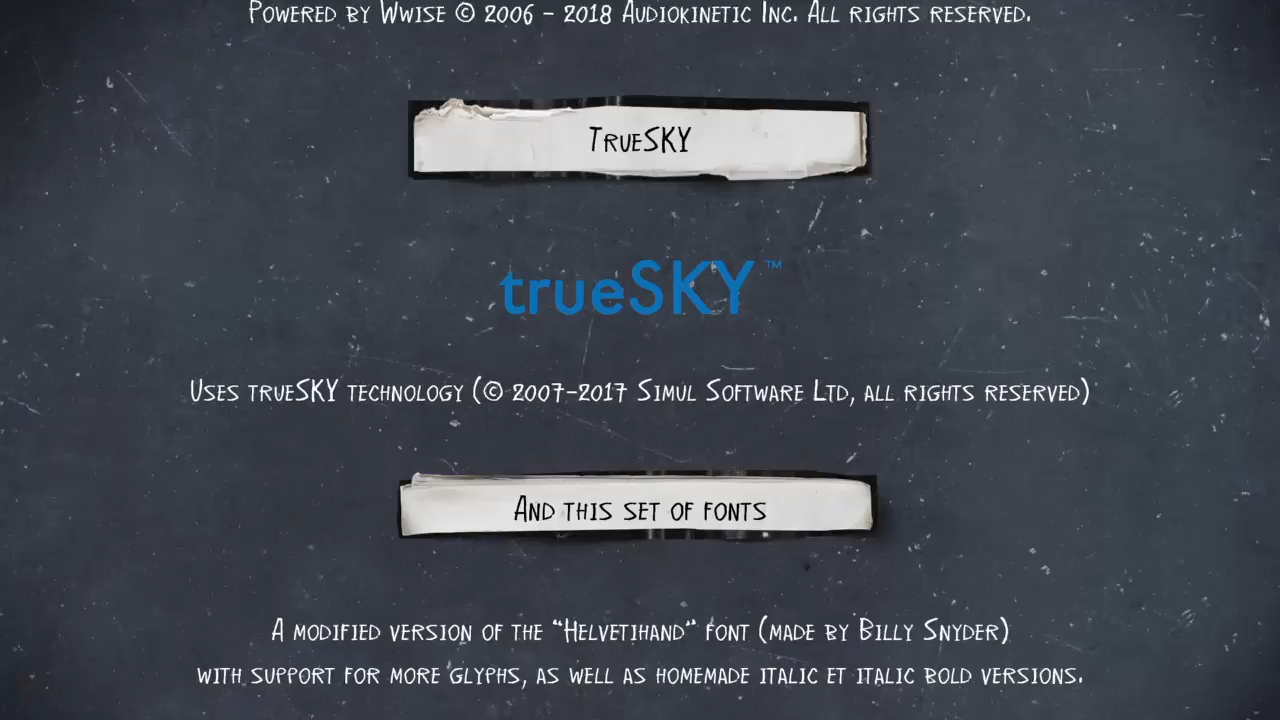 Powered by Wwise © 2006 - 2018 Audiokinetic Inc. All rights reserved.
TrueSKY
trueSKY™
Uses trueSKY technology (© 2007-2017 Simul Software Ltd, all rights reserved)
And this set of fonts
A modified version of the "Helvetihand" font (made by Billy Snyder)
with support for more glyphs, as well as homemade italic et italic bold versions.